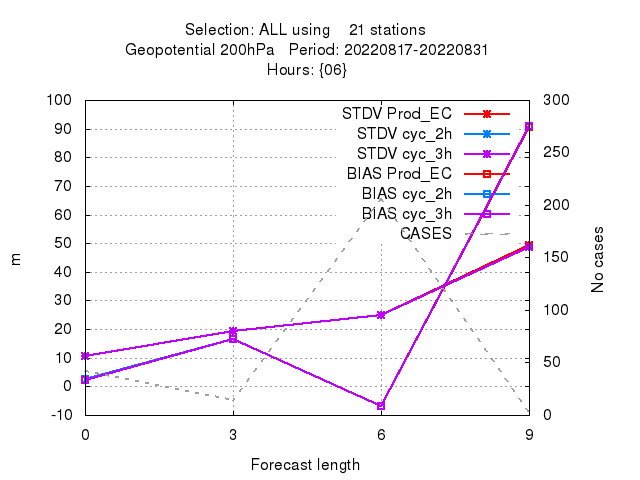 Selection: ALL using    21 stations
Geopotential 200hPa   Period: 20220817-20220831
Hours: {06}
100
90
80
70
60
50
40
30
20
10
0
-10
m
STDV Prod_EC
STDV cyc_2h
STDV cyc_3h
BIAS Prod_EC
BIAS cyc_2h
BIAS cyc_3h
CASES
300
250
200
150
100
50
0
No cases
0 3 6 9
Forecast length